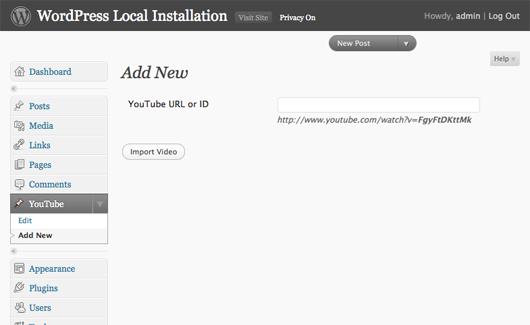 WordPress Local Installation Visit Site Privacy On Howdy, admin | Log Out
New Post
Help
Add New
Dashboard
YouTube URL or ID
http://www.youtube.com/watch?v=FgyFtDKttMk
Import Video
Posts
Media
Links
Pages
Comments
YouTube
Edit
Add New
Appearance
Plugins
Users